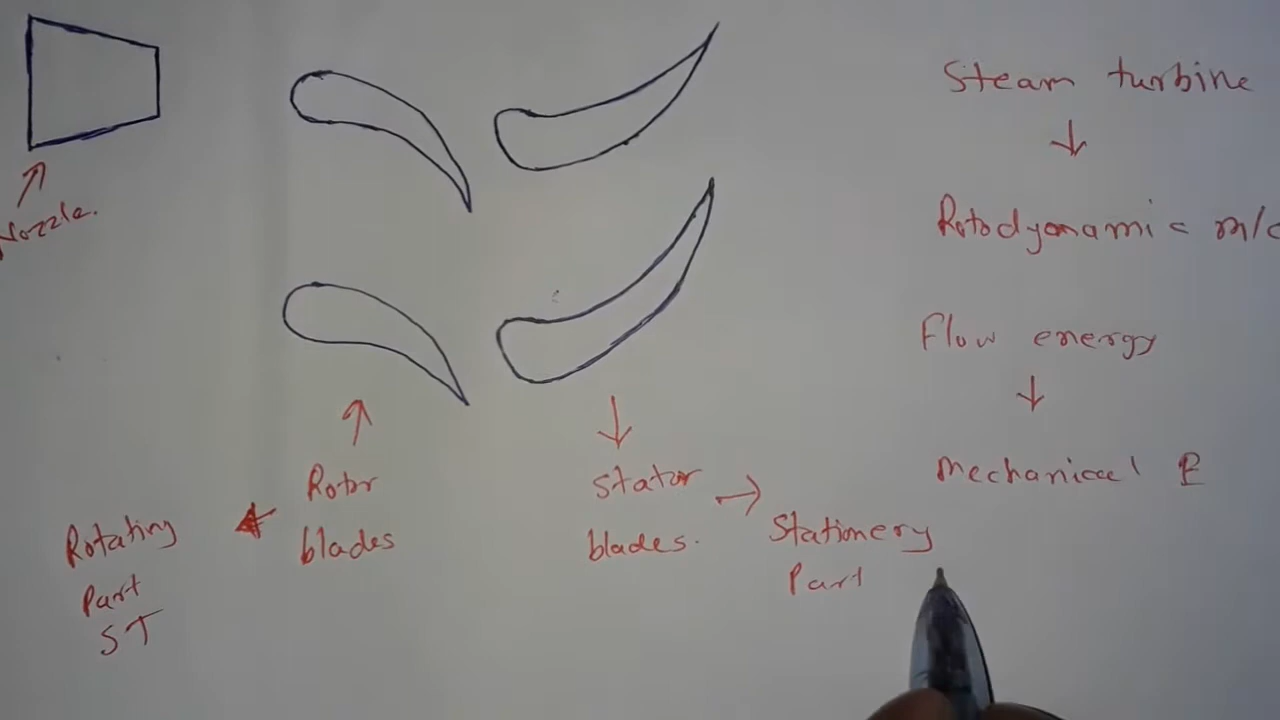 Nozzle.
Rotor
blades
Rotating
Part
ST
Stator
blades.
Stationery
Part
Steam turbine
Rotodynamic m/c
Flow energy
Mechanical E